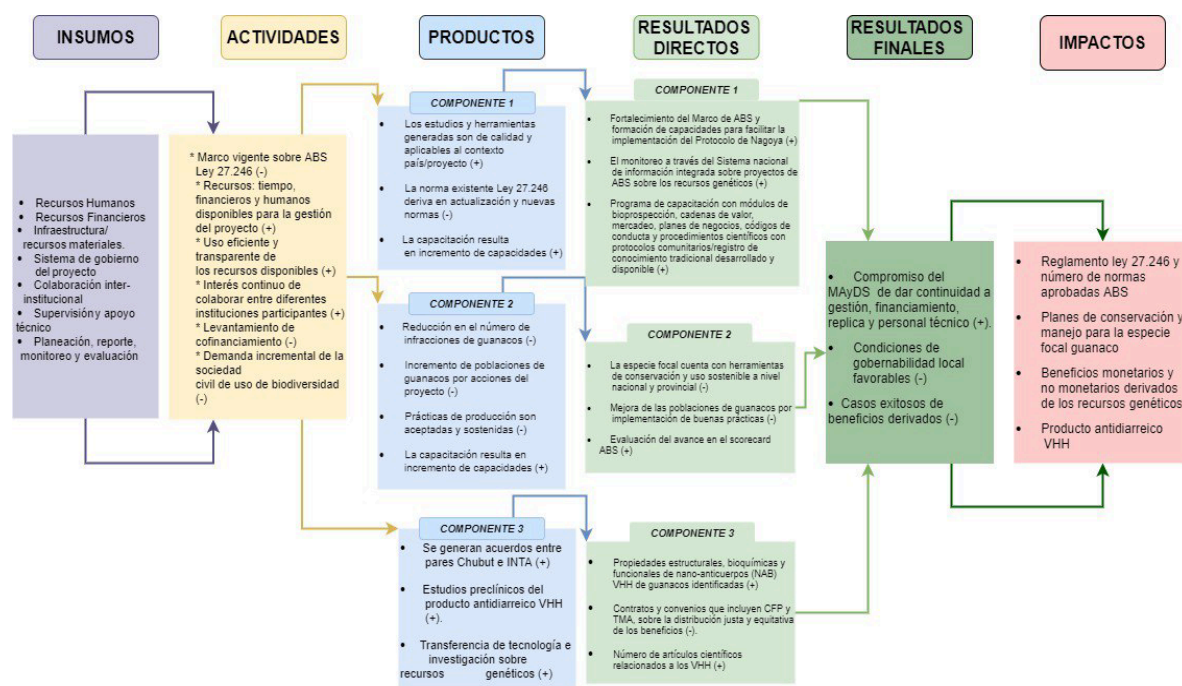 INSUMOS
ACTIVIDADES
PRODUCTOS
RESULTADOS
DIRECTOS
RESULTADOS
FINALES
IMPACTOS
• Recursos Humanos
• Recursos Financieros
• Infraestructura/
recursos materiales.
• Sistema de gobierno
del proyecto
• Colaboración inter-
institucional
• Supervisión y apoyo
técnico
• Planeación, reporte,
monitoreo y evaluación
* Marco vigente sobre ABS
Ley 27.246 (-)
* Recursos: tiempo,
financieros y humanos
disponibles para la gestión
del proyecto (+)
* Uso eficiente y
transparente de
los recursos disponibles (+)
* Interés continuo de
colaborar entre diferentes
instituciones participantes (+)
* Levantamiento de
cofinanciamiento (-)
* Demanda incremental de la
sociedad
civil de uso de biodiversidad
(-)
COMPONENTE 1
• Los estudios y herramientas
generadas son de calidad y
aplicables al contexto
país/proyecto (+)
• La norma existente Ley 27.246
deriva en actualización y nuevas
normas (-)
• La capacitación resulta
en incremento de capacidades (+)
COMPONENTE 2
• Reducción en el número de
infracciones de guanacos (-)
• Incremento de poblaciones de
guanacos por acciones del
proyecto (-)
• Prácticas de producción son
aceptadas y sostenidas (-)
• La capacitación resulta en
incremento de capacidades (+)
COMPONENTE 3
• Se generan acuerdos entre
pares Chubut e INTA (+)
• Estudios preclínicos del
producto antidiarreico VHH
(+).
• Transferencia de tecnología e
investigación sobre
recursos genéticos (+)
COMPONENTE 1
• Fortalecimiento del Marco de ABS y
formación de capacidades para facilitar la
implementación del Protocolo de Nagoya (+)
• El monitoreo a través del Sistema nacional
de información integrada sobre proyectos de
ABS sobre los recursos genéticos (+)
• Programa de capacitación con módulos de
bioprospección, cadenas de valor,
mercadeo, planes de negocios, códigos de
conducta y procedimientos científicos con
protocolos comunitarios/registro de
conocimiento tradicional desarrollado y
disponible (+)
COMPONENTE 2
• La especie focal cuenta con herramientas
de conservación y uso sostenible a nivel
nacional y provincial (-)
• Mejora de las poblaciones de guanacos por
implementación de buenas prácticas (-)
• Evaluación del avance en el scorecard
ABS (+)
COMPONENTE 3
• Propiedades estructurales, bioquímicas y
funcionales de nano-anticuerpos (NAB)
VHH de guanacos identificadas (+)
• Contratos y convenios que incluyen CFP y
TMA, sobre la distribución justa y equitativa
de los beneficios (-).
• Número de artículos científicos
relacionados a los VHH (+)
• Compromiso del
MAyDS de dar continuidad a
gestión, financiamiento,
replica y personal técnico (+).
• Condiciones de
gobernabilidad local
favorables (-)
• Casos exitosos de
beneficios derivados (-)
• Reglamento ley 27.246 y
número de normas
aprobadas ABS
• Planes de conservación y
manejo para la especie
focal guanaco
• Beneficios monetarios y
no monetarios derivados
de los recursos genéticos
• Producto antidiarreico
VHH